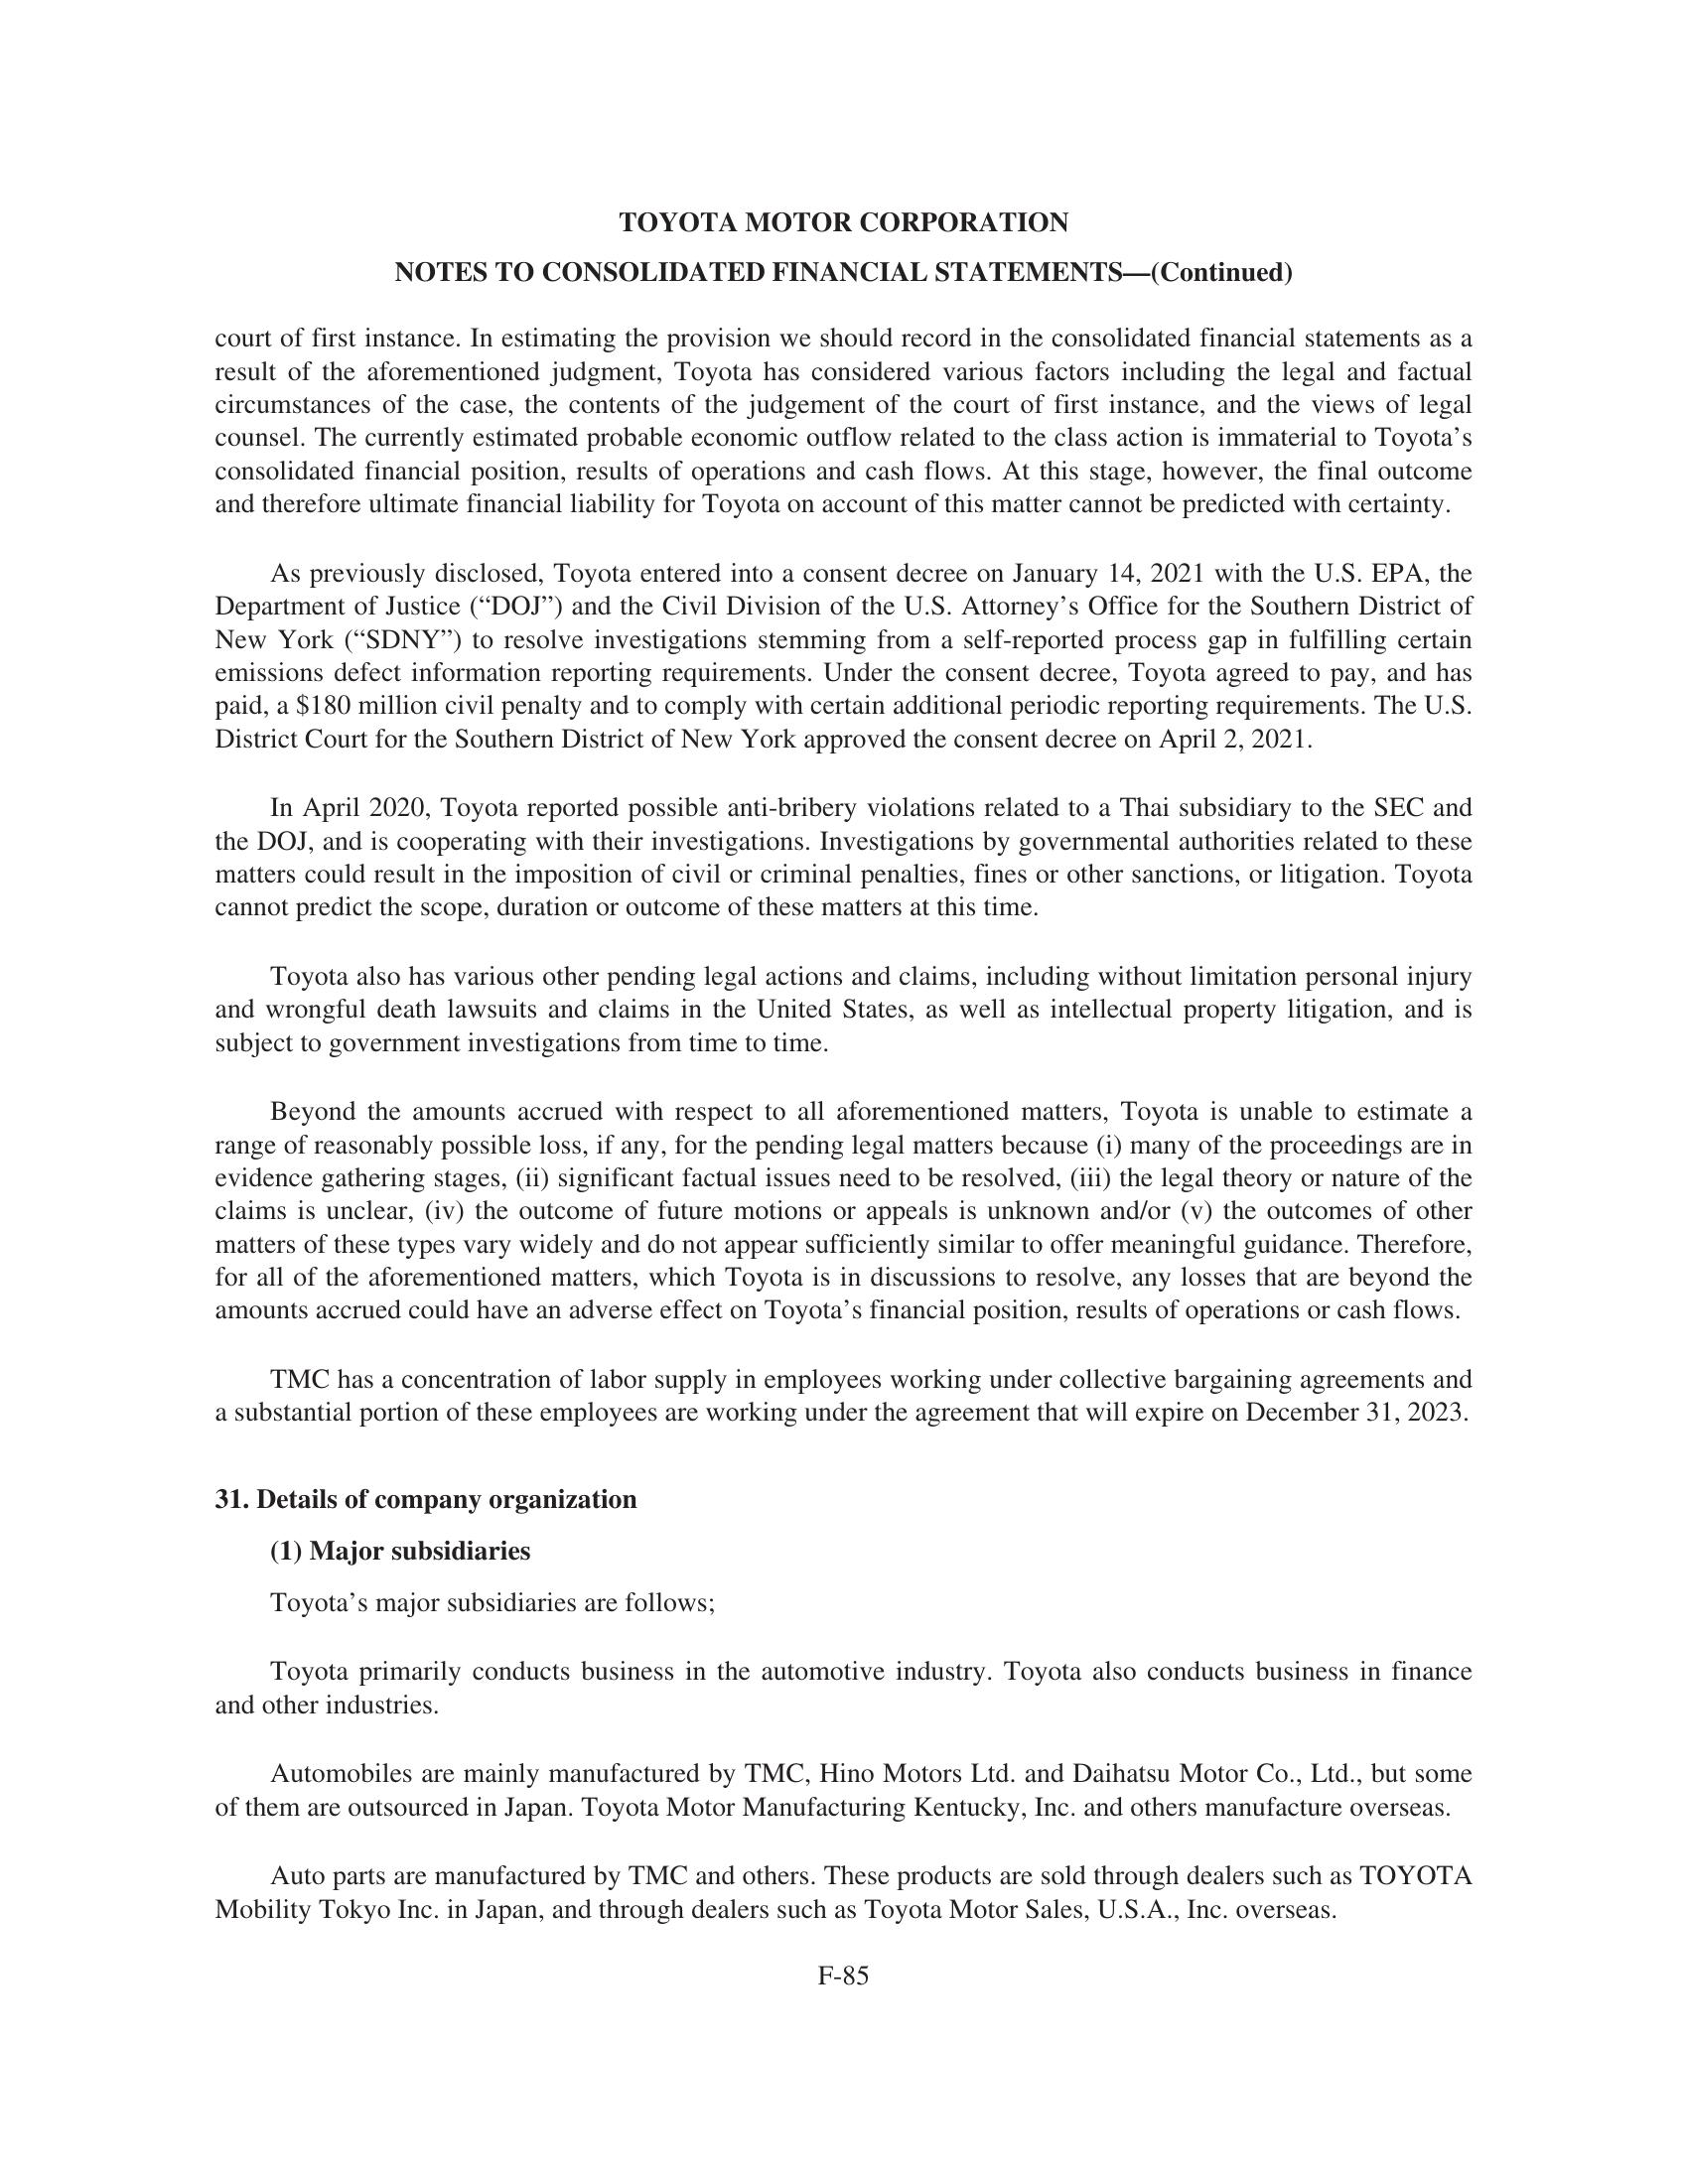 TOYOTA MOTOR CORPORATION
NOTES TO CONSOLIDATED FINANCIAL STATEMENTS—(Continued)
court of first instance. In estimating the provision we should record in the consolidated financial statements as a
result of the aforementioned judgment, Toyota has considered various factors including the legal and factual
circumstances of the case, the contents of the judgement of the court of first instance, and the views of legal
counsel. The currently estimated probable economic outflow related to the class action is immaterial to Toyota’s
consolidated financial position, results of operations and cash flows. At this stage, however, the final outcome
and therefore ultimate financial liability for Toyota on account of this matter cannot be predicted with certainty.
As previously disclosed, Toyota entered into a consent decree on January 14, 2021 with the U.S. EPA, the
Department of Justice (“DOJ”) and the Civil Division of the U.S. Attorney’s Office for the Southern District of
New York (“SDNY”) to resolve investigations stemming from a self-reported process gap in fulfilling certain
emissions defect information reporting requirements. Under the consent decree, Toyota agreed to pay, and has
paid, a $180 million civil penalty and to comply with certain additional periodic reporting requirements. The U.S.
District Court for the Southern District of New York approved the consent decree on April 2, 2021.
In April 2020, Toyota reported possible anti-bribery violations related to a Thai subsidiary to the SEC and
the DOJ, and is cooperating with their investigations. Investigations by governmental authorities related to these
matters could result in the imposition of civil or criminal penalties, fines or other sanctions, or litigation. Toyota
cannot predict the scope, duration or outcome of these matters at this time.
Toyota also has various other pending legal actions and claims, including without limitation personal injury
and wrongful death lawsuits and claims in the United States, as well as intellectual property litigation, and is
subject to government investigations from time to time.
Beyond the amounts accrued with respect to all aforementioned matters, Toyota is unable to estimate a
range of reasonably possible loss, if any, for the pending legal matters because (i) many of the proceedings are in
evidence gathering stages, (ii) significant factual issues need to be resolved, (iii) the legal theory or nature of the
claims is unclear, (iv) the outcome of future motions or appeals is unknown and/or (v) the outcomes of other
matters of these types vary widely and do not appear sufficiently similar to offer meaningful guidance. Therefore,
for all of the aforementioned matters, which Toyota is in discussions to resolve, any losses that are beyond the
amounts accrued could have an adverse effect on Toyota’s financial position, results of operations or cash flows.
TMC has a concentration of labor supply in employees working under collective bargaining agreements and
a substantial portion of these employees are working under the agreement that will expire on December 31, 2023.
31. Details of company organization
(1) Major subsidiaries
Toyota’s major subsidiaries are follows;
Toyota primarily conducts business in the automotive industry. Toyota also conducts business in finance
and other industries.
Automobiles are mainly manufactured by TMC, Hino Motors Ltd. and Daihatsu Motor Co., Ltd., but some
of them are outsourced in Japan. Toyota Motor Manufacturing Kentucky, Inc. and others manufacture overseas.
Auto parts are manufactured by TMC and others. These products are sold through dealers such as TOYOTA
Mobility Tokyo Inc. in Japan, and through dealers such as Toyota Motor Sales, U.S.A., Inc. overseas.
F-85